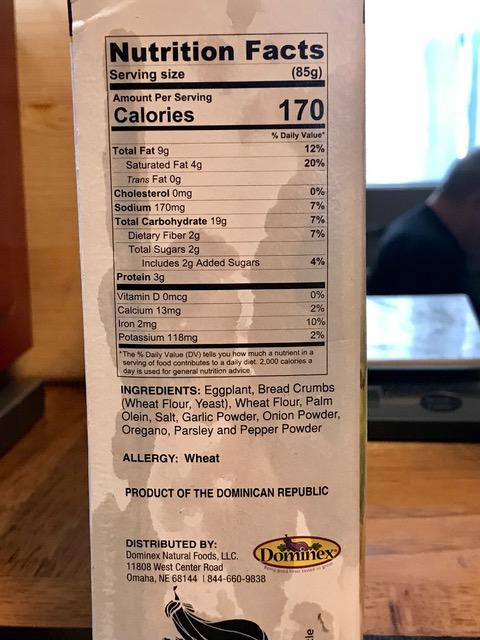 Nutrition Facts
Serving size (85g)
Amount Per Serving
Calories 170
% Daily Value*
Total Fat 9g 12%
Saturated Fat 4g 20%
Trans Fat 0g
Cholesterol 0mg 0%
Sodium 170mg 7%
Total Carbohydrate 19g 7%
Dietary Fiber 2g 7%
Total Sugars 2g
Includes 2g Added Sugars 4%
Protein 3g
Vitamin D 0mcg 0%
Calcium 13mg 2%
Iron 2mg 10%
Potassium 118mg 2%
*The % Daily Value (DV) tells you how much a nutrient in a
serving of food contributes to a daily diet. 2,000 calories a
day is used for general nutrition advice.
INGREDIENTS: Eggplant, Bread Crumbs
(Wheat Flour, Yeast), Wheat Flour, Palm
Olein, Salt, Garlic Powder, Onion Powder,
Oregano, Parsley and Pepper Powder
ALLERGY: Wheat
PRODUCT OF THE DOMINICAN REPUBLIC
DISTRIBUTED BY:
Dominex Natural Foods, LLC.
11808 West Center Road
Omaha, NE 68144 | 844-660-9838
Dominex